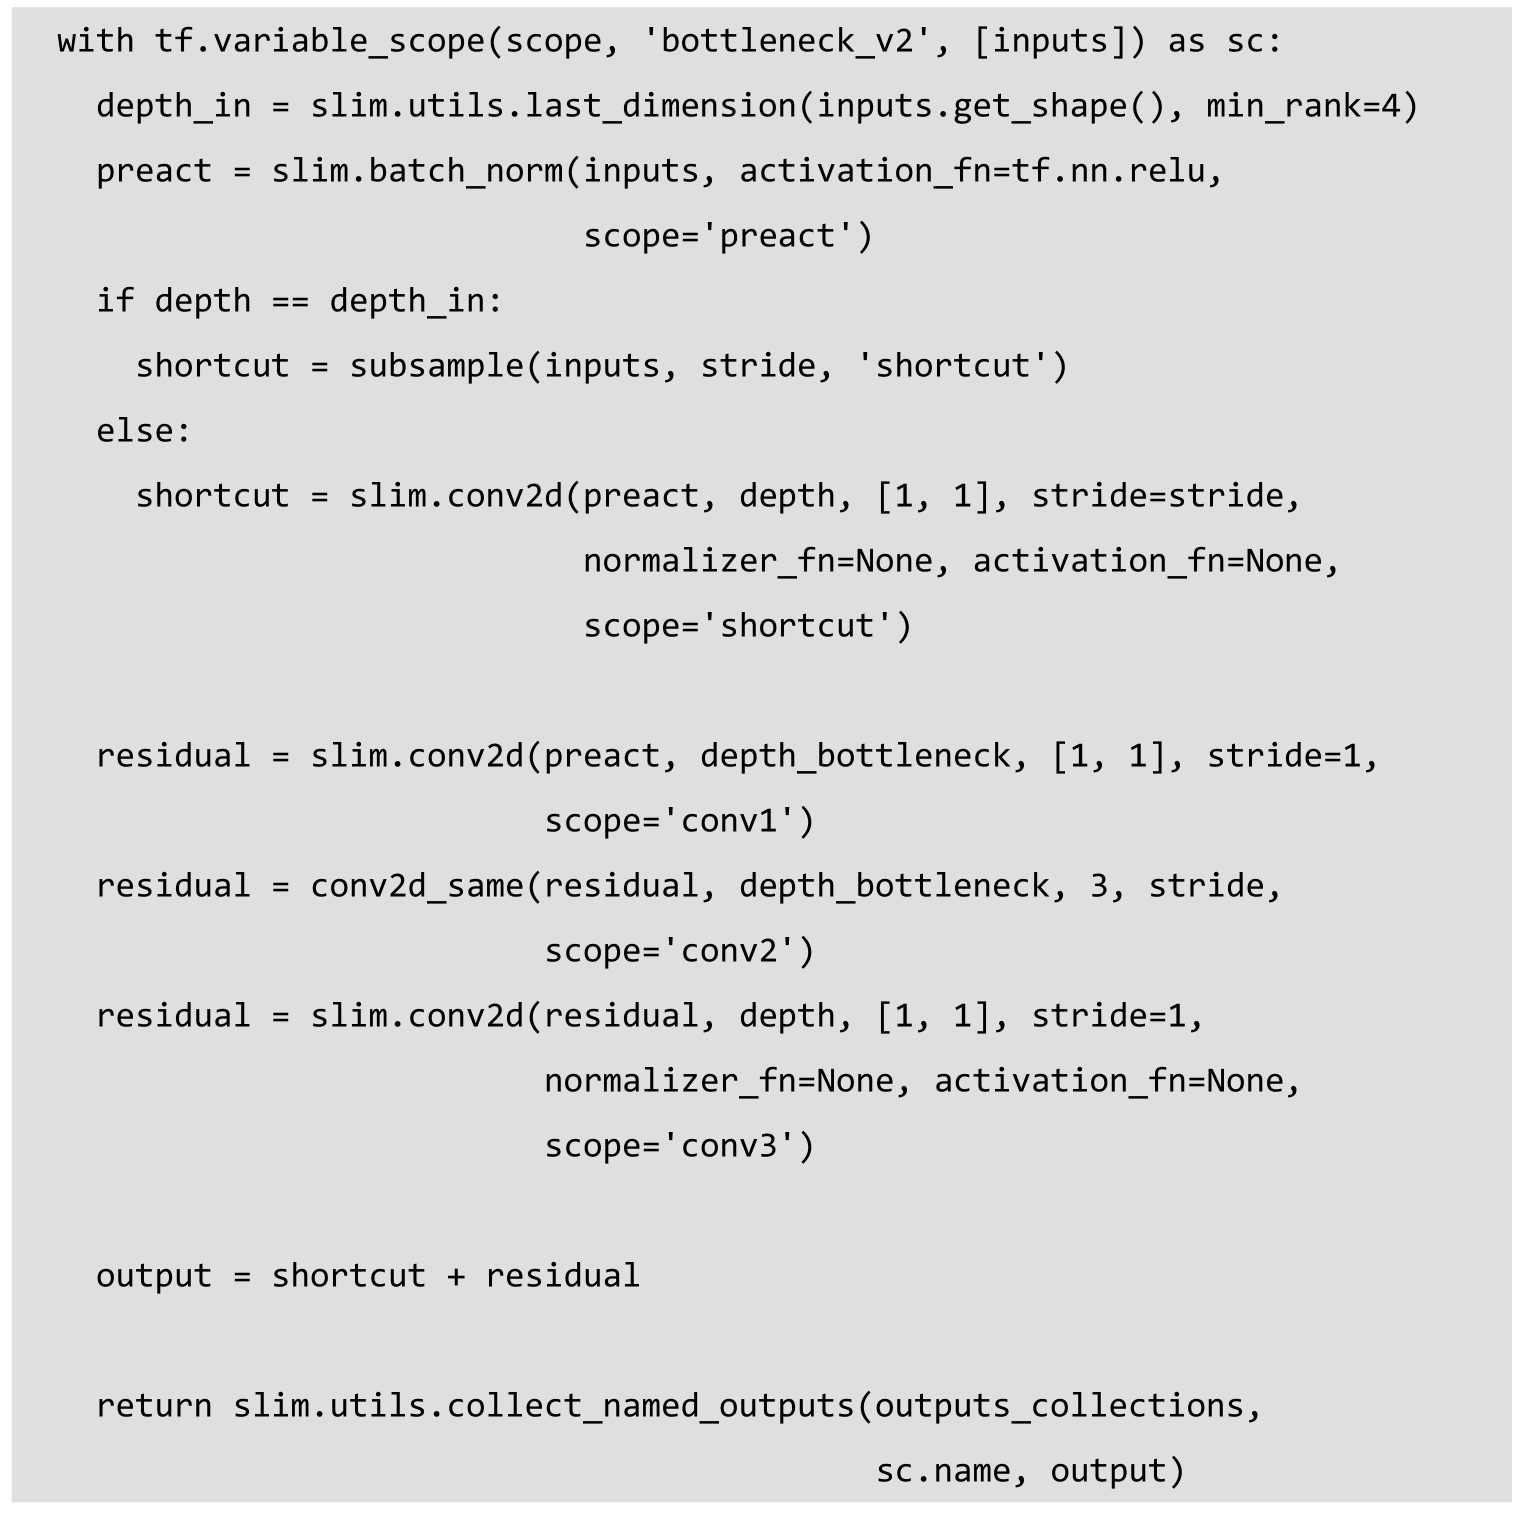 with tf.variable_scope(scope, 'bottleneck_v2', [inputs]) as sc:
depth_in = slim.utils.last_dimension(inputs.get_shape(), min_rank=4)
preact = slim.batch_norm(inputs, activation_fn=tf.nn.relu,
scope='preact')
if depth == depth_in:
shortcut = subsample(inputs, stride, 'shortcut')
else:
shortcut = slim.conv2d(preact, depth, [1, 1], stride=stride,
normalizer_fn=None, activation_fn=None,
scope='shortcut')
residual = slim.conv2d(preact, depth_bottleneck, [1, 1], stride=1,
scope='conv1')
residual = conv2d_same(residual, depth_bottleneck, 3, stride,
scope='conv2')
residual = slim.conv2d(residual, depth, [1, 1], stride=1,
normalizer_fn=None, activation_fn=None,
scope='conv3')
output = shortcut + residual
return slim.utils.collect_named_outputs(outputs_collections,
sc.name, output)